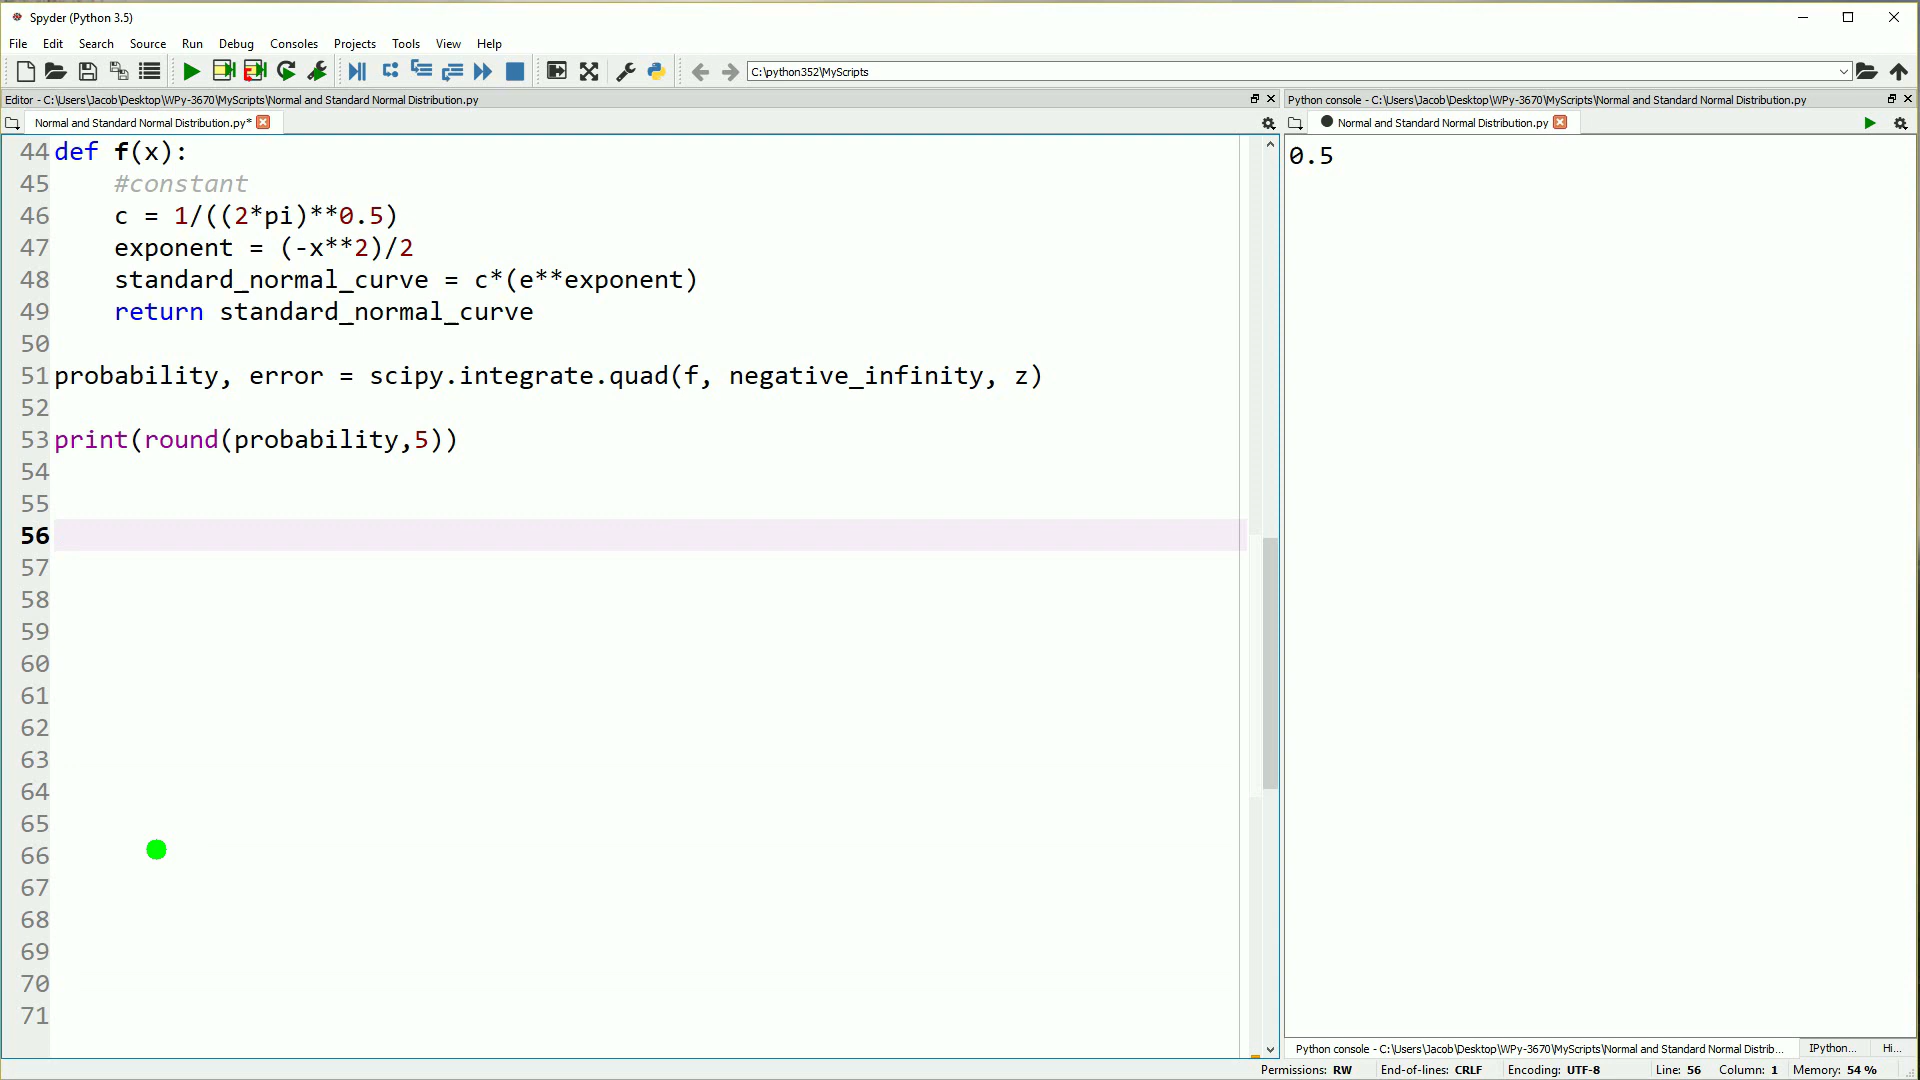 Spyder (Python 3.5)
File Edit Search Source Run Debug Consoles Projects Tools View Help
C:\python352\MyScripts
Editor - C:\Users\Jacob\Desktop\WPy-3670\MyScripts\Normal and Standard Normal Distribution.py
Python console - C:\Users\Jacob\Desktop\WPy-3670\MyScripts\Normal and Standard Normal Distribution.py
Normal and Standard Normal Distribution.py*
Normal and Standard Normal Distribution.py
44 def f(x):
45     #constant
46     c = 1/((2*pi)**0.5)
47     exponent = (-x**2)/2
48     standard_normal_curve = c*(e**exponent)
49     return standard_normal_curve
50
51 probability, error = scipy.integrate.quad(f, negative_infinity, z)
52
53 print(round(probability,5))
54
55
56
57
58
59
60
61
62
63
64
65
66
67
68
69
70
71
0.5
Python console - C:\Users\Jacob\Desktop\WPy-3670\MyScripts\Normal and Standard Normal Distrib... IPython... Hi...
Permissions: RW End-of-lines: CRLF Encoding: UTF-8 Line: 56 Column: 1 Memory: 54 %